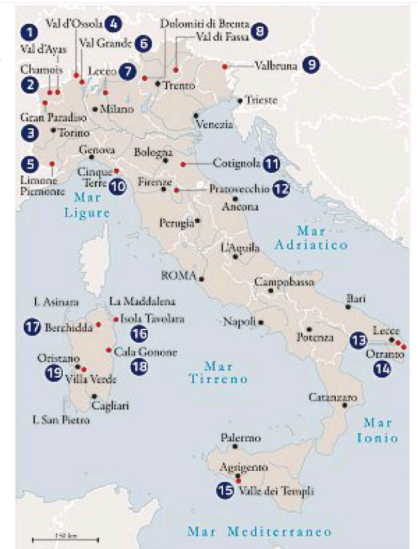 1
Val d'Ossola 4
Dolomiti di Brenta
Val di Fassa 8
Val d'Ayas
Val Grande 6
Chamois
2
Lecco 7
Valbruna 9
Trento
Gran Paradiso
Milano
Trieste
3
Torino
Venezia
Genova
Bologna
5
Cotignola 11
Limone
Piemonte
Cinque
Terre 10
Firenze
Pratovecchio 12
Mar
Ligure
Ancona
Perugia
Mar
Adriatico
L'Aquila
ROMA
Campobasso
I. Asinara
La Maddalena
Bari
17 Berchidda
Isola Tavolara
16
Napoli
Potenza
Lecce
13
Otranto
14
Oristano
19
Cala Gonone
18
Villa Verde
Mar
Tirreno
Cagliari
Catanzaro
I. San Pietro
Mar
Ionio
Palermo
Agrigento
15 Valle dei Templi
150 km
Mar Mediterraneo